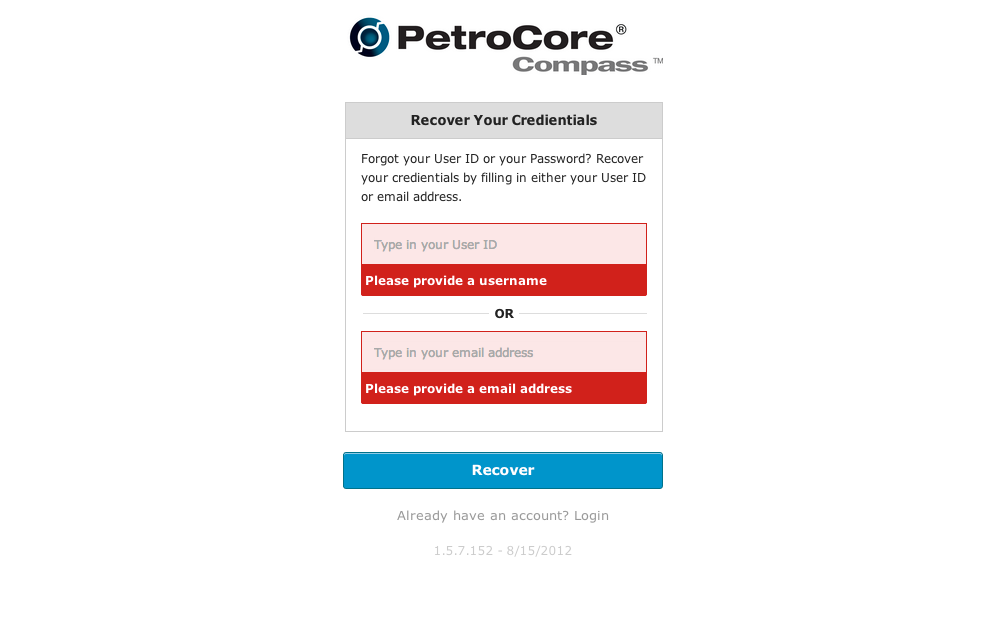 PetroCore®
Compass ™
Recover Your Credientials
Forgot your User ID or your Password? Recover
your credientials by filling in either your User ID
or email address.
Type in your User ID
Please provide a username
OR
Type in your email address
Please provide a email address
Recover
Already have an account? Login
1.5.7.152 - 8/15/2012